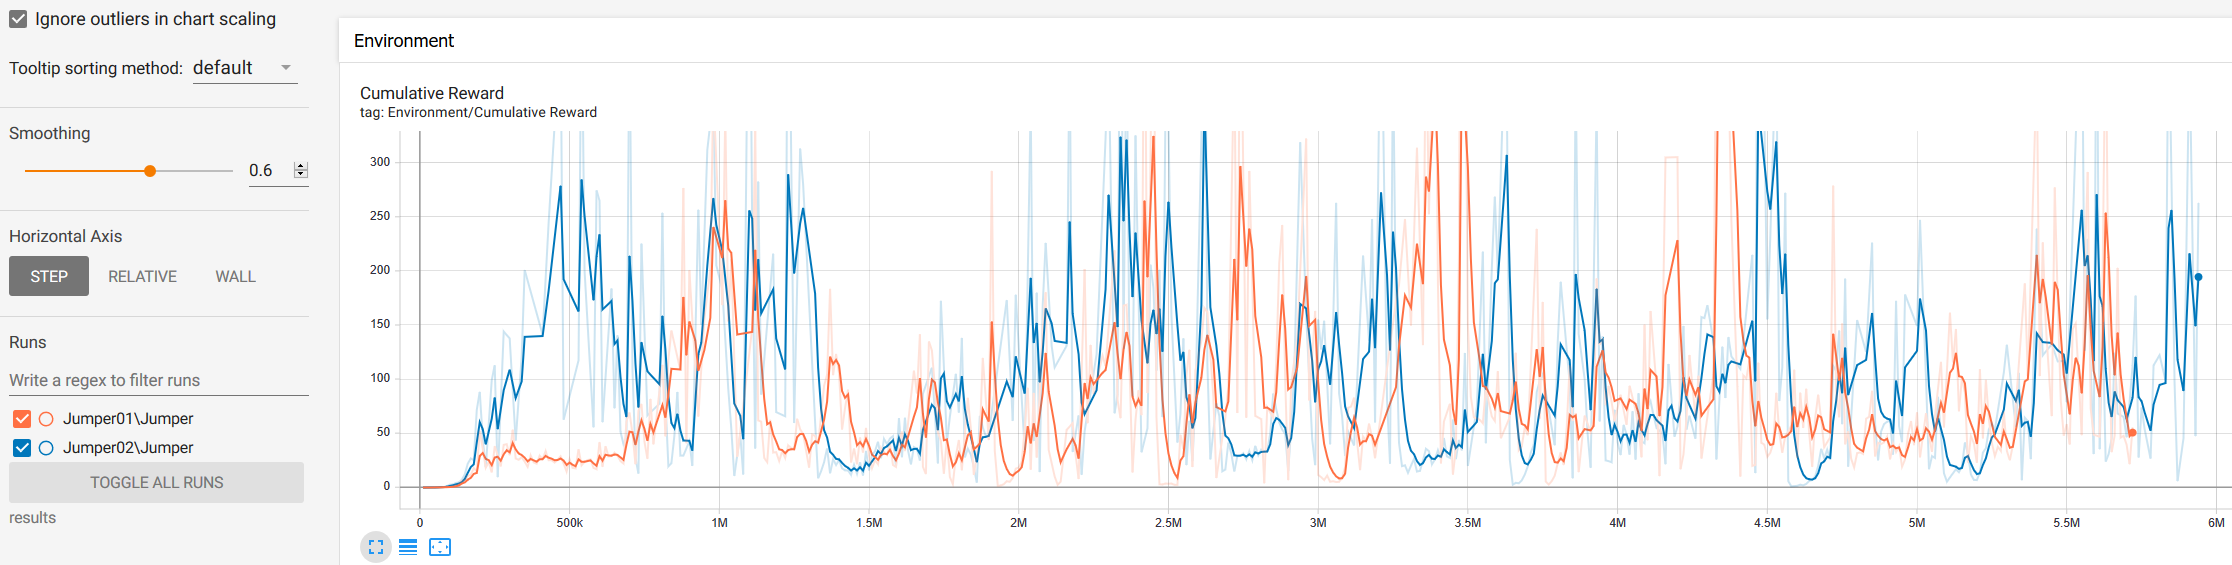 Ignore outliers in chart scaling
Tooltip sorting method: default
Smoothing
0.6
Horizontal Axis
STEP RELATIVE WALL
Runs
Write a regex to filter runs
Jumper01\Jumper
Jumper02\Jumper
TOGGLE ALL RUNS
results
Environment
Cumulative Reward
tag: Environment/Cumulative Reward
300
250
200
150
100
50
0
0 500k 1M 1.5M 2M 2.5M 3M 3.5M 4M 4.5M 5M 5.5M 6M